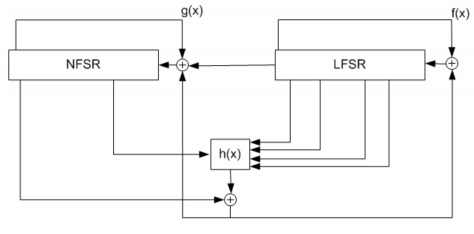 g(x)
f(x)
NFSR
LFSR
h(x)